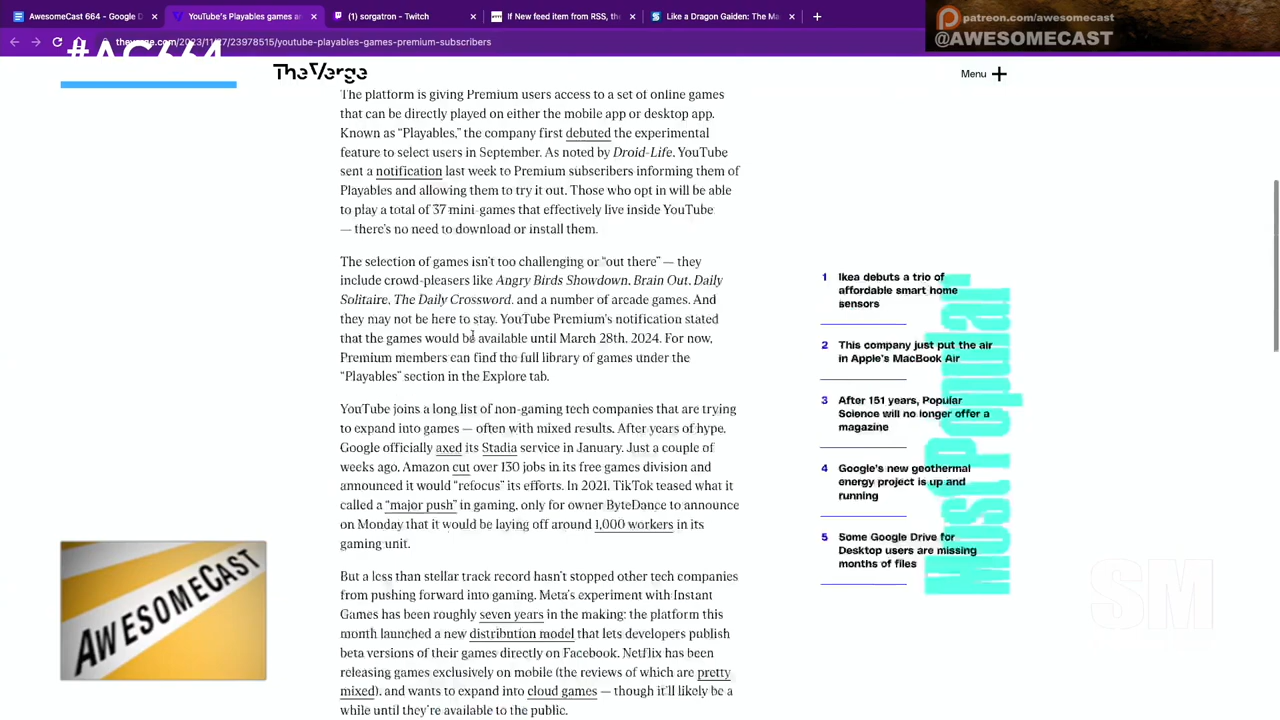 AwesomeCast 664 - Google D
YouTube's Playables games a
sorgatron - Twitch
If New feed item from RSS, the
Like a Dragon Gaiden: The Ma
patreon.com/awesomecast
@AWESOMECAST
theverge.com/2023/11/27/23978515/youtube-playables-games-premium-subscribers
#AC664
The Verge
Menu
The platform is giving Premium users access to a set of online games
that can be directly played on either the mobile app or desktop app.
Known as “Playables,” the company first debuted the experimental
feature to select users in September. As noted by Droid-Life, YouTube
sent a notification last week to Premium subscribers informing them of
Playables and allowing them to try it out. Those who opt in will be able
to play a total of 37 mini-games that effectively live inside YouTube
— there’s no need to download or install them.
The selection of games isn’t too challenging or “out there” — they
include crowd-pleasers like Angry Birds Showdown, Brain Out, Daily
Solitaire, The Daily Crossword, and a number of arcade games. And
they may not be here to stay. YouTube Premium’s notification stated
that the games would be available until March 28th, 2024. For now,
Premium members can find the full library of games under the
“Playables” section in the Explore tab.
YouTube joins a long list of non-gaming tech companies that are trying
to expand into games — often with mixed results. After years of hype,
Google officially axed its Stadia service in January. Just a couple of
weeks ago, Amazon cut over 130 jobs in its free games division and
announced it would “refocus” its efforts. In 2021, TikTok teased what it
called a “major push” in gaming, only for owner ByteDance to announce
on Monday that it would be laying off around 1,000 workers in its
gaming unit.
But a less than stellar track record hasn’t stopped other tech companies
from pushing forward into gaming. Meta’s experiment with Instant
Games has been roughly seven years in the making; the platform this
month launched a new distribution model that lets developers publish
beta versions of their games directly on Facebook. Netflix has been
releasing games exclusively on mobile (the reviews of which are pretty
mixed), and wants to expand into cloud games — though it’ll likely be a
while until they’re available to the public.
Most Popular
1 Ikea debuts a trio of
affordable smart home
sensors
2 This company just put the air
in Apple’s MacBook Air
3 After 151 years, Popular
Science will no longer offer a
magazine
4 Google’s new geothermal
energy project is up and
running
5 Some Google Drive for
Desktop users are missing
months of files
AWESOMECAST
SM